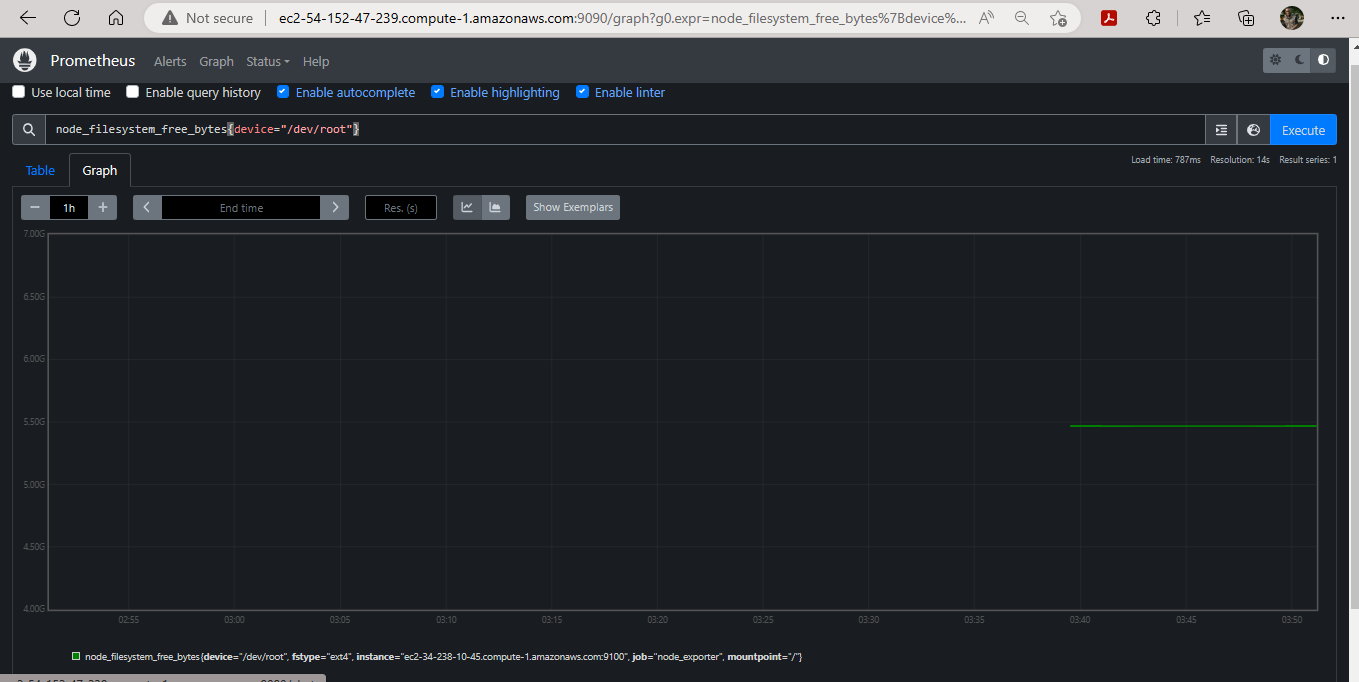 Not secure ec2-54-152-47-239.compute-1.amazonaws.com:9090/graph?g0.expr=node_filesystem_free_bytes%7Bdevice%...
Prometheus Alerts Graph Status Help
Use local time Enable query history Enable autocomplete Enable highlighting Enable linter
node_filesystem_free_bytes{device="/dev/root"} Execute
Load time: 787ms Resolution: 14s Result series: 1
Table Graph
1h End time Res. (s) Show Exemplars
7.00G
6.50G
6.00G
5.50G
5.00G
4.50G
4.00G
02:55 03:00 03:05 03:10 03:15 03:20 03:25 03:30 03:35 03:40 03:45 03:50
node_filesystem_free_bytes{device="/dev/root", fstype="ext4", instance="ec2-34-238-10-45.compute-1.amazonaws.com:9100", job="node_exporter", mountpoint="/"}